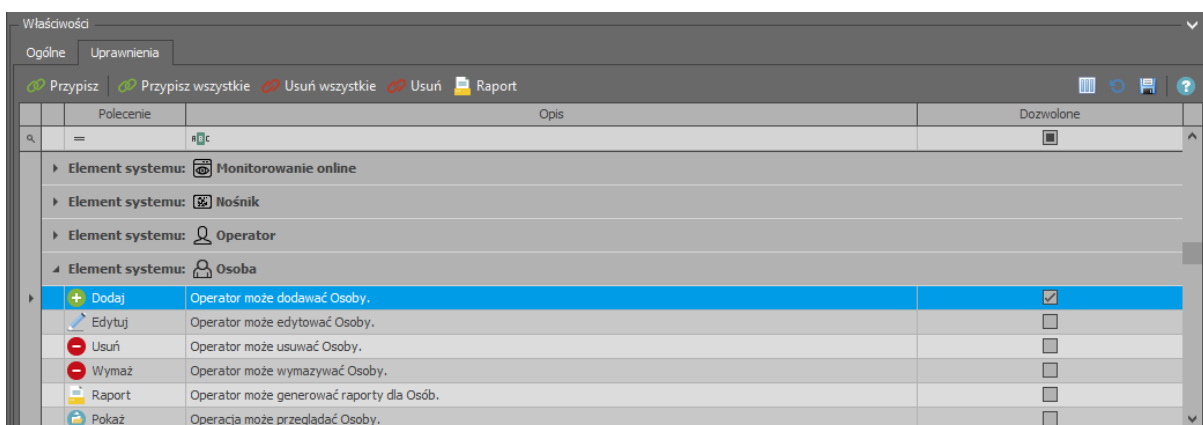 Właściwości
Ogólne Uprawnienia
Przypisz Przypisz wszystkie Usuń wszystkie Usuń Raport ?
Polecenie Opis Dozwolone
= ABC
Element systemu: Monitorowanie online
Element systemu: Nośnik
Element systemu: Operator
Element systemu: Osoba
Dodaj Operator może dodawać Osoby.
Edytuj Operator może edytować Osoby.
Usuń Operator może usuwać Osoby.
Wymaż Operator może wymazywać Osoby.
Raport Operator może generować raporty dla Osób.
Pokaż Operacja może przeglądać Osoby.